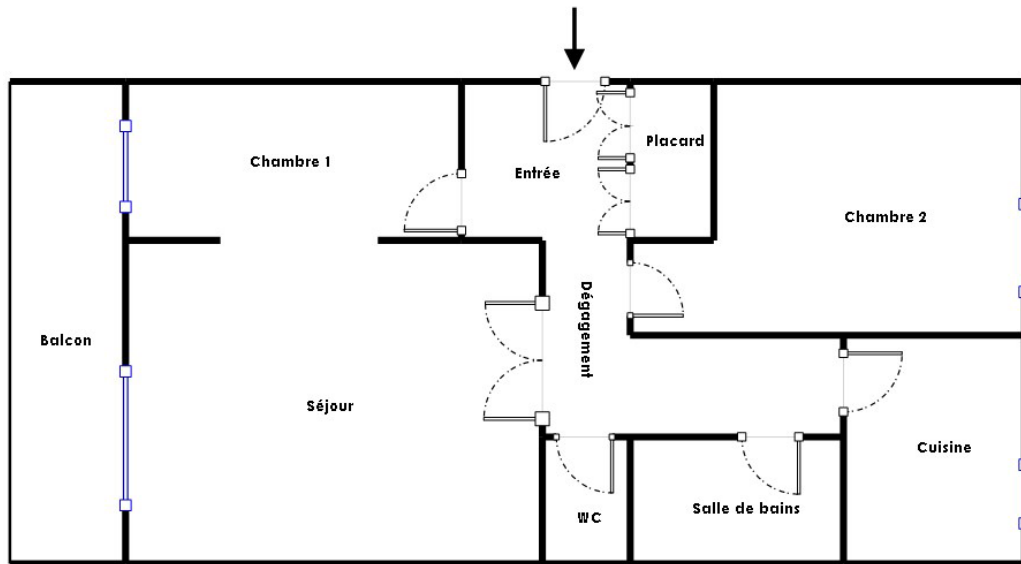 Chambre 1
Entrée
Placard
Chambre 2
Balcon
Dégagement
Séjour
Cuisine
WC
Salle de bains